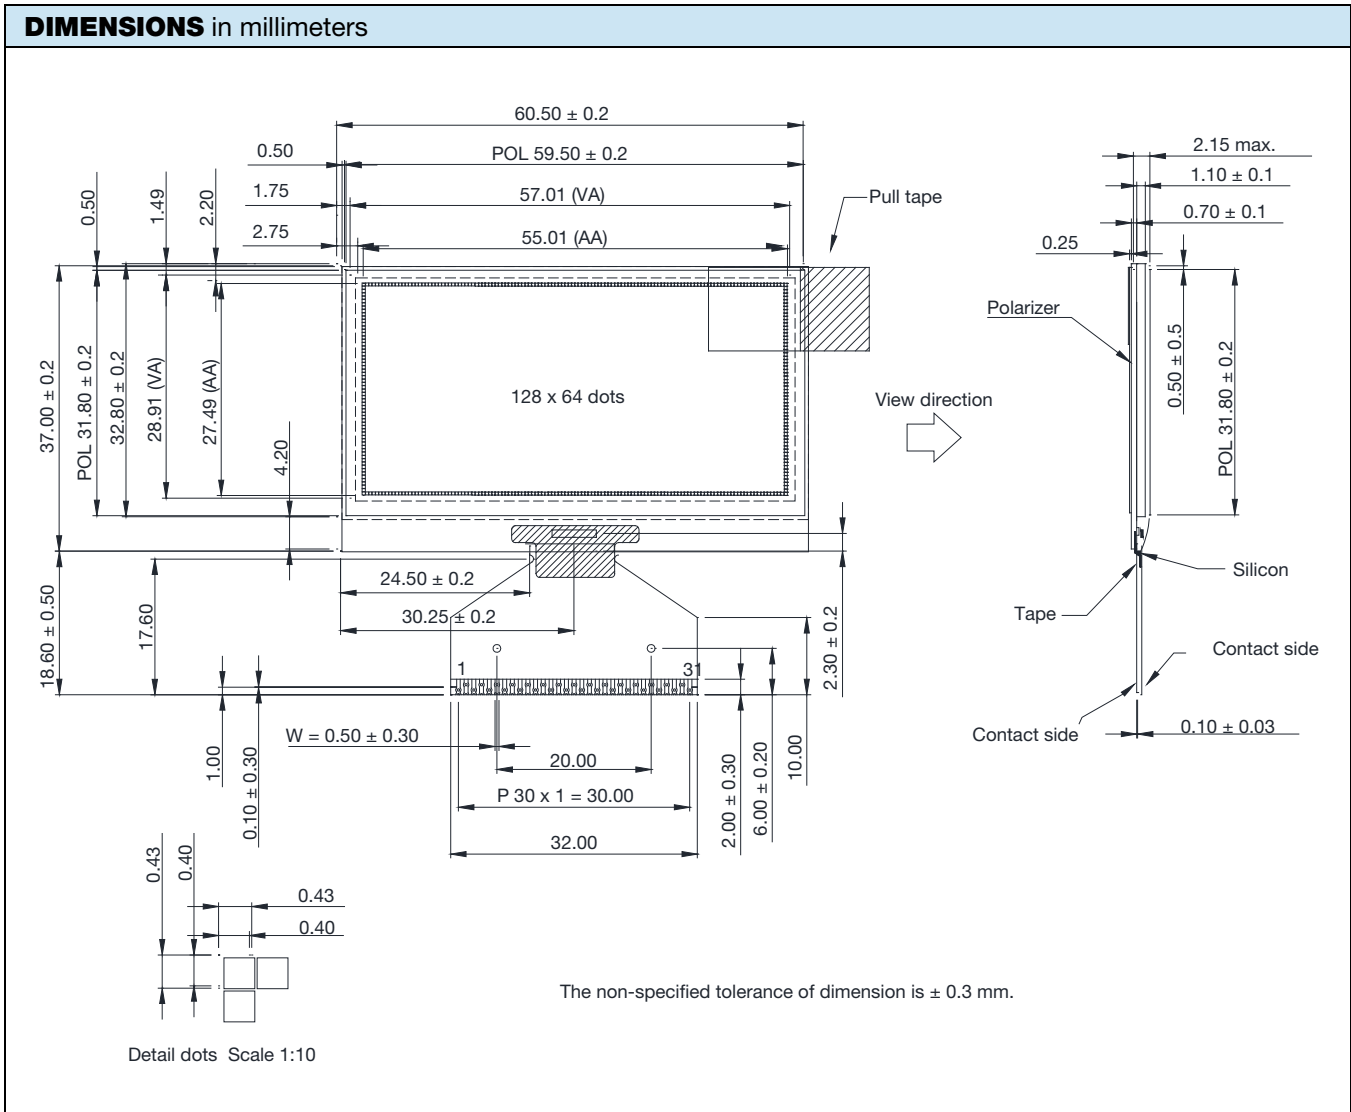 DIMENSIONS in millimeters
60.50 ± 0.2
0.50
POL 59.50 ± 0.2
1.75
57.01 (VA)
2.75
55.01 (AA)
0.50
1.49
2.20
Pull tape
2.15 max.
1.10 ± 0.1
0.70 ± 0.1
0.25
Polarizer
0.50 ± 0.5
POL 31.80 ± 0.2
37.00 ± 0.2
POL 31.80 ± 0.2
32.80 ± 0.2
28.91 (VA)
27.49 (AA)
4.20
128 x 64 dots
View direction
18.60 ± 0.50
17.60
24.50 ± 0.2
30.25 ± 0.2
2.30 ± 0.2
Silicon
Tape
Contact side
Contact side
0.10 ± 0.03
1
31
1.00
0.10 ± 0.30
W = 0.50 ± 0.30
20.00
P 30 x 1 = 30.00
32.00
2.00 ± 0.30
6.00 ± 0.20
10.00
0.43
0.40
0.43
0.40
The non-specified tolerance of dimension is ± 0.3 mm.
Detail dots Scale 1:10